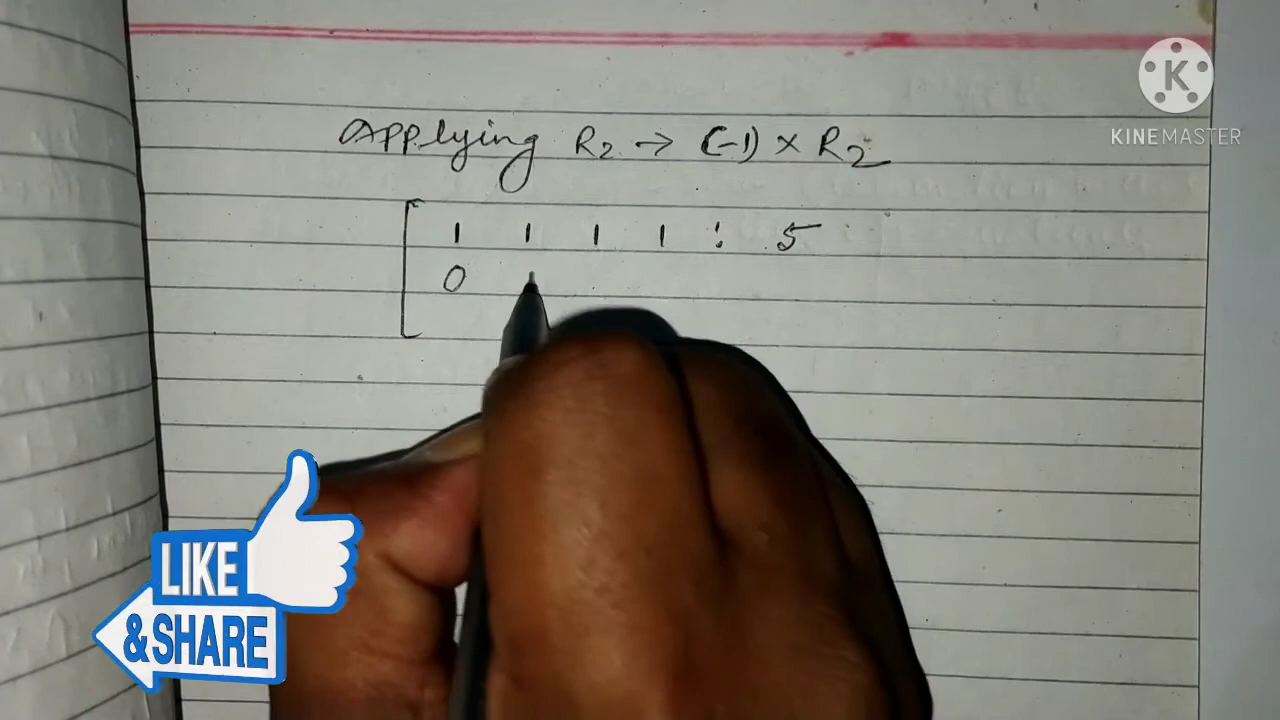 KINEMASTER
Applying R₂ → (-1) × R₂
[ 1 1 1 1 : 5
0
LIKE
& SHARE